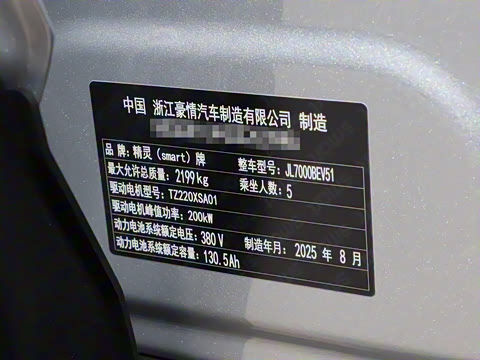 中国 浙江豪情汽车制造有限公司 制造
品 牌：精灵（smart）牌 整车型号：JL7000BEV51
最大允许总质量：2199kg 乘坐人数：5
驱动电机型号：TZ220XSA01
驱动电机峰值功率：200kW
动力电池系统额定电压：380V 制造年月：2025 年 8 月
动力电池系统额定容量：130.5Ah